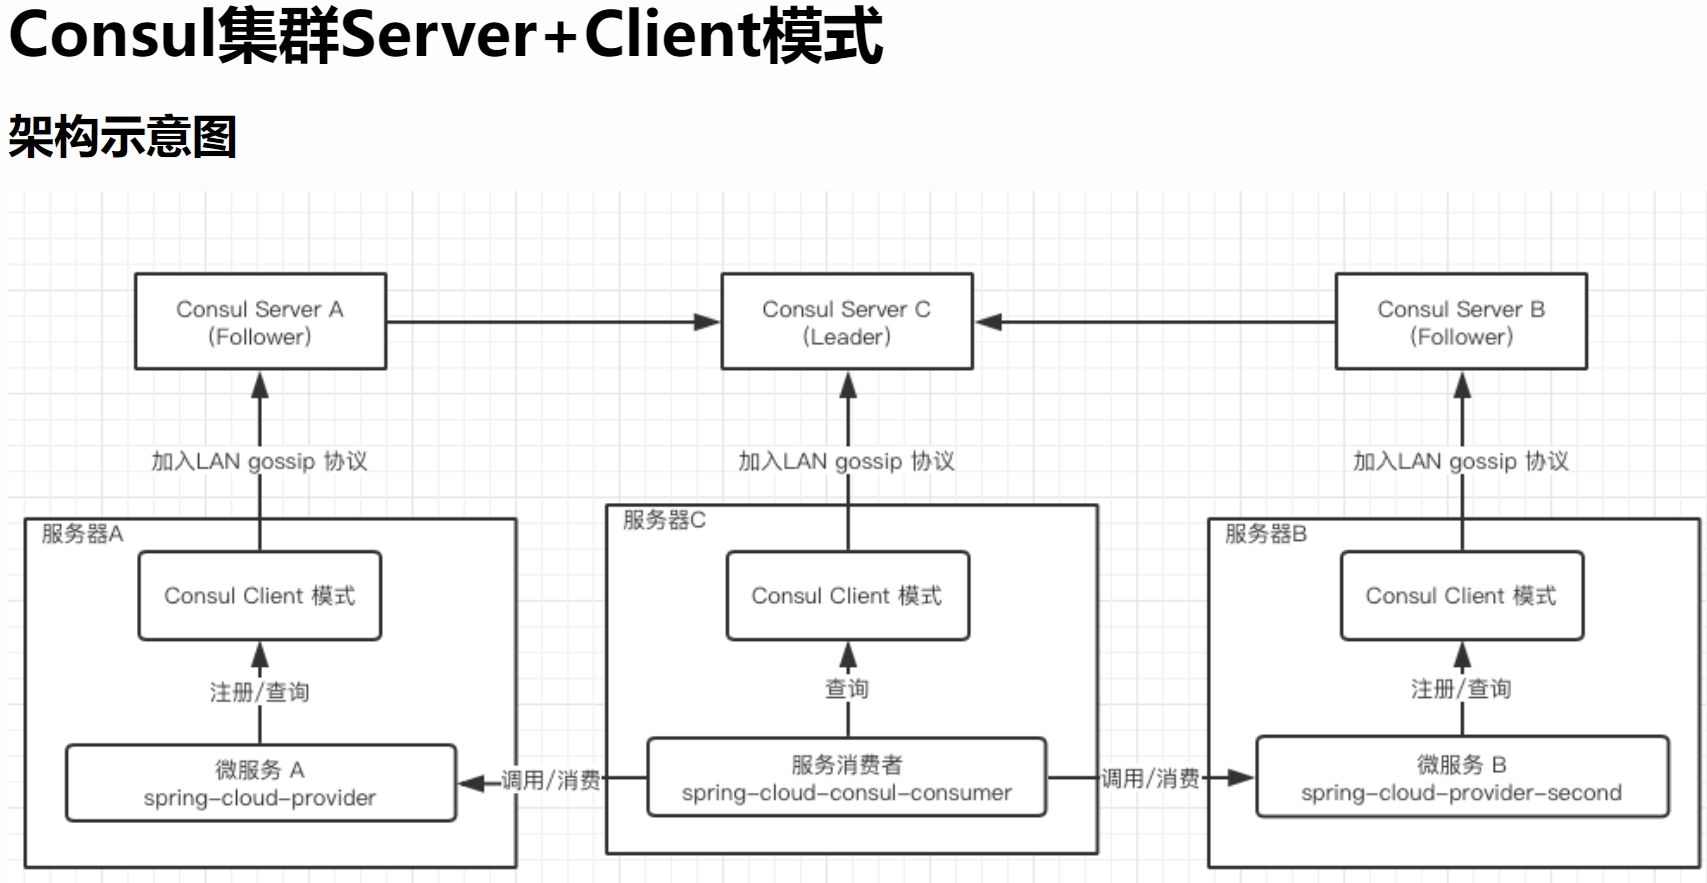 Consul集群Server+Client模式
架构示意图
Consul Server A
(Follower)
Consul Server C
(Leader)
Consul Server B
(Follower)
加入LAN gossip 协议
加入LAN gossip 协议
加入LAN gossip 协议
服务器A
服务器C
服务器B
Consul Client 模式
Consul Client 模式
Consul Client 模式
注册/查询
查询
注册/查询
微服务 A
spring-cloud-provider
调用/消费
服务消费者
spring-cloud-consul-consumer
调用/消费
微服务 B
spring-cloud-provider-second